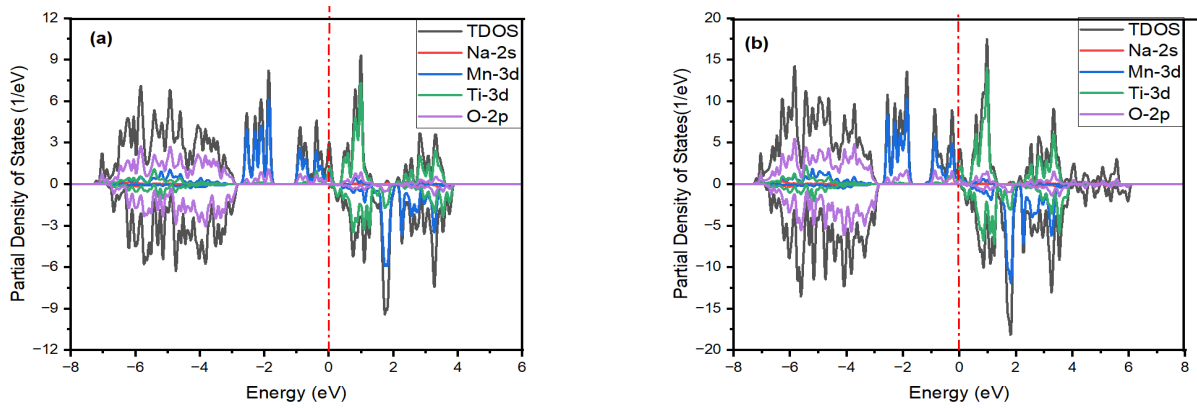 12
9
6
3
0
−3
−6
−9
−12
Partial Density of States (1/eV)
(a)
TDOS
Na-2s
Mn-3d
Ti-3d
O-2p
−8
−6
−4
−2
0
2
4
6
Energy (eV)
20
15
10
5
0
−5
−10
−15
−20
Partial Density of States(1/eV)
(b)
TDOS
Na-2s
Mn-3d
Ti-3d
O-2p
−8
−6
−4
−2
0
2
4
6
8
Energy (eV)